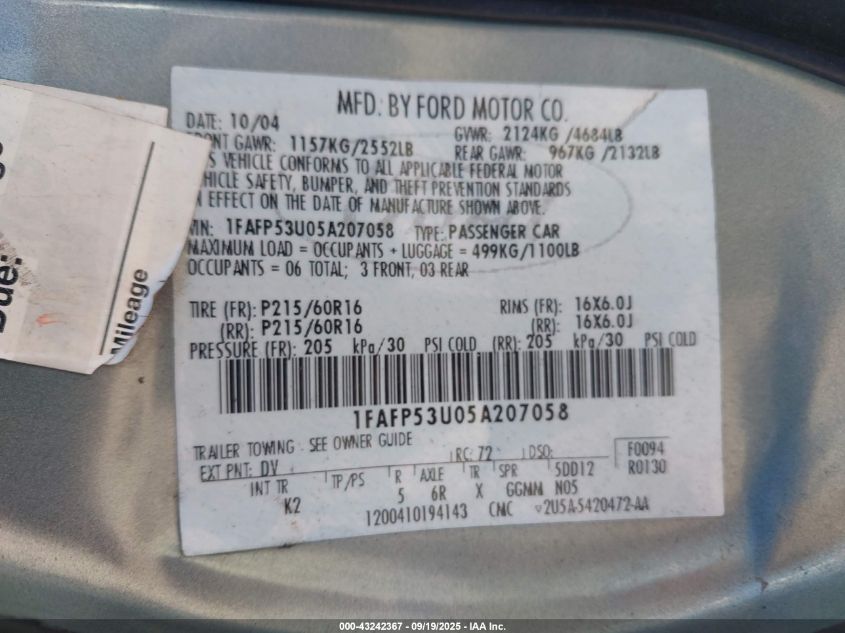 MFD. BY FORD MOTOR CO.
DATE: 10/04 GVWR: 2124KG /4684LB
ONT GAWR: 1157KG/2552LB REAR GAWR: 967KG /2132LB
S VEHICLE CONFORMS TO ALL APPLICABLE FEDERAL MOTOR
HICLE SAFETY, BUMPER, AND THEFT PREVENTION STANDARDS
N EFFECT ON THE DATE OF MANUFACTURE SHOWN ABOVE.
VIN: 1FAFP53U05A207058 TYPE: PASSENGER CAR
MAXIMUM LOAD = OCCUPANTS + LUGGAGE = 499KG/1100LB
OCCUPANTS = 06 TOTAL; 3 FRONT, 03 REAR
TIRE (FR): P215/60R16 RIMS (FR): 16X6.0J
(RR): P215/60R16 (RR): 16X6.0J
PRESSURE (FR): 205 kPa/30 PSI COLD (RR): 205 kPa/30 PSI COLD
1FAFP53U05A207058
TRAILER TOWING - SEE OWNER GUIDE
EXT PNT: DV RC: 72 DSO: F0094
R0130
INT TR TP/PS R AXLE TR SPR 5DD12
K2 5 6R X GGMM N05
1200410194143 CMC 2U5A-5420472-AA
Due:
Mileage
000-43242367 - 09/19/2025 - IAA Inc.